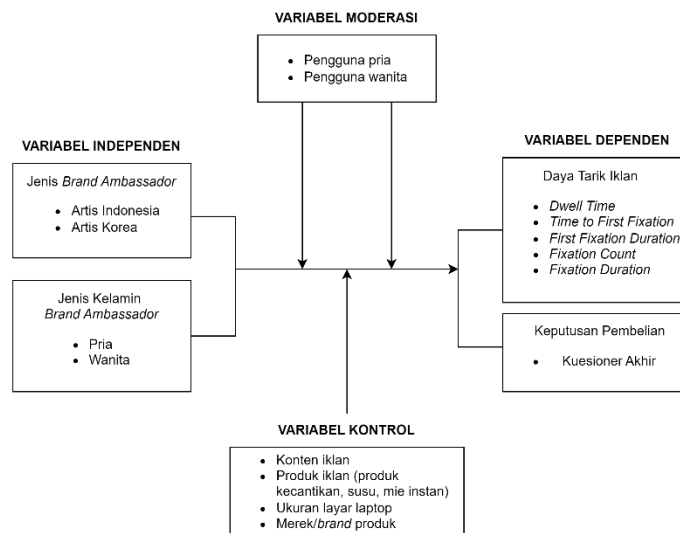 VARIABEL MODERASI
Pengguna pria
Pengguna wanita
VARIABEL INDEPENDEN
Jenis Brand Ambassador
Artis Indonesia
Artis Korea
Jenis Kelamin
Brand Ambassador
Pria
Wanita
VARIABEL DEPENDEN
Daya Tarik Iklan
Dwell Time
Time to First Fixation
First Fixation Duration
Fixation Count
Fixation Duration
Keputusan Pembelian
Kuesioner Akhir
VARIABEL KONTROL
Konten iklan
Produk iklan (produk
kecantikan, susu, mie instan)
Ukuran layar laptop
Merek/brand produk